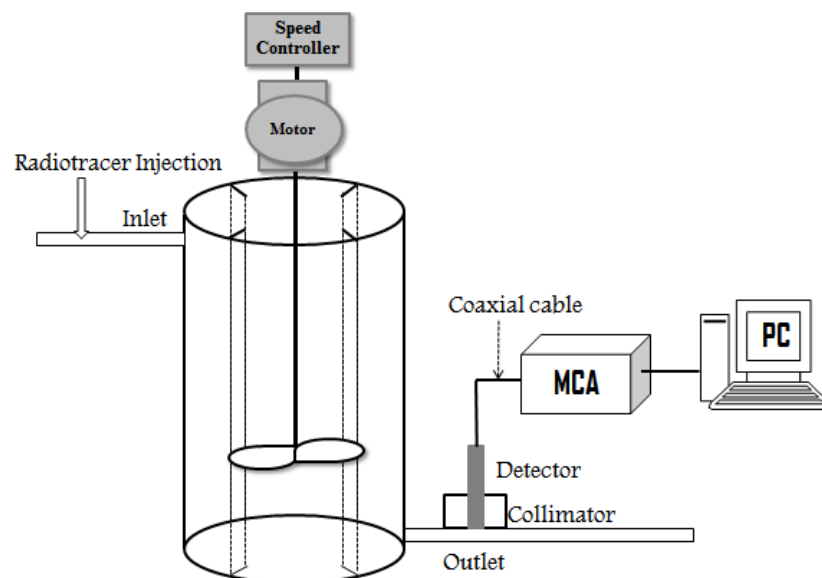 Speed
Controller
Motor
Radiotracer Injection
Inlet
Coaxial cable
MCA
PC
Detector
Collimator
Outlet